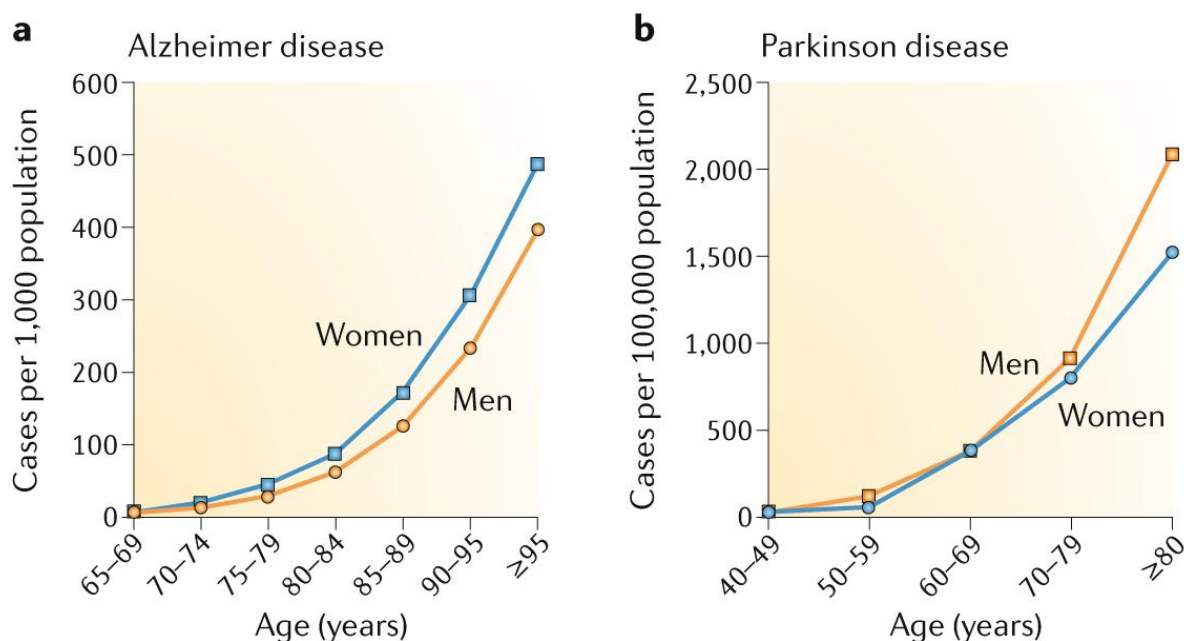 a
Alzheimer disease
Cases per 1,000 population
600
500
400
300
200
100
0
Women
Men
65–69
70–74
75–79
80–84
85–89
90–95
≥95
Age (years)
b
Parkinson disease
Cases per 100,000 population
2,500
2,000
1,500
1,000
500
0
Men
Women
40–49
50–59
60–69
70–79
≥80
Age (years)